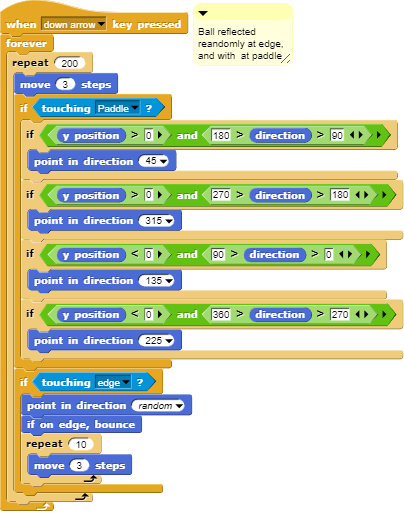 when down arrow key pressed
Ball reflected
reandomly at edge,
and with at paddle
forever
repeat 200
move 3 steps
if touching Paddle ?
if y position > 0 and 180 > direction > 90
point in direction 45
if y position > 0 and 270 > direction > 180
point in direction 315
if y position < 0 and 90 > direction > 0
point in direction 135
if y position < 0 and 360 > direction > 270
point in direction 225
if touching edge ?
point in direction random
if on edge, bounce
repeat 10
move 3 steps